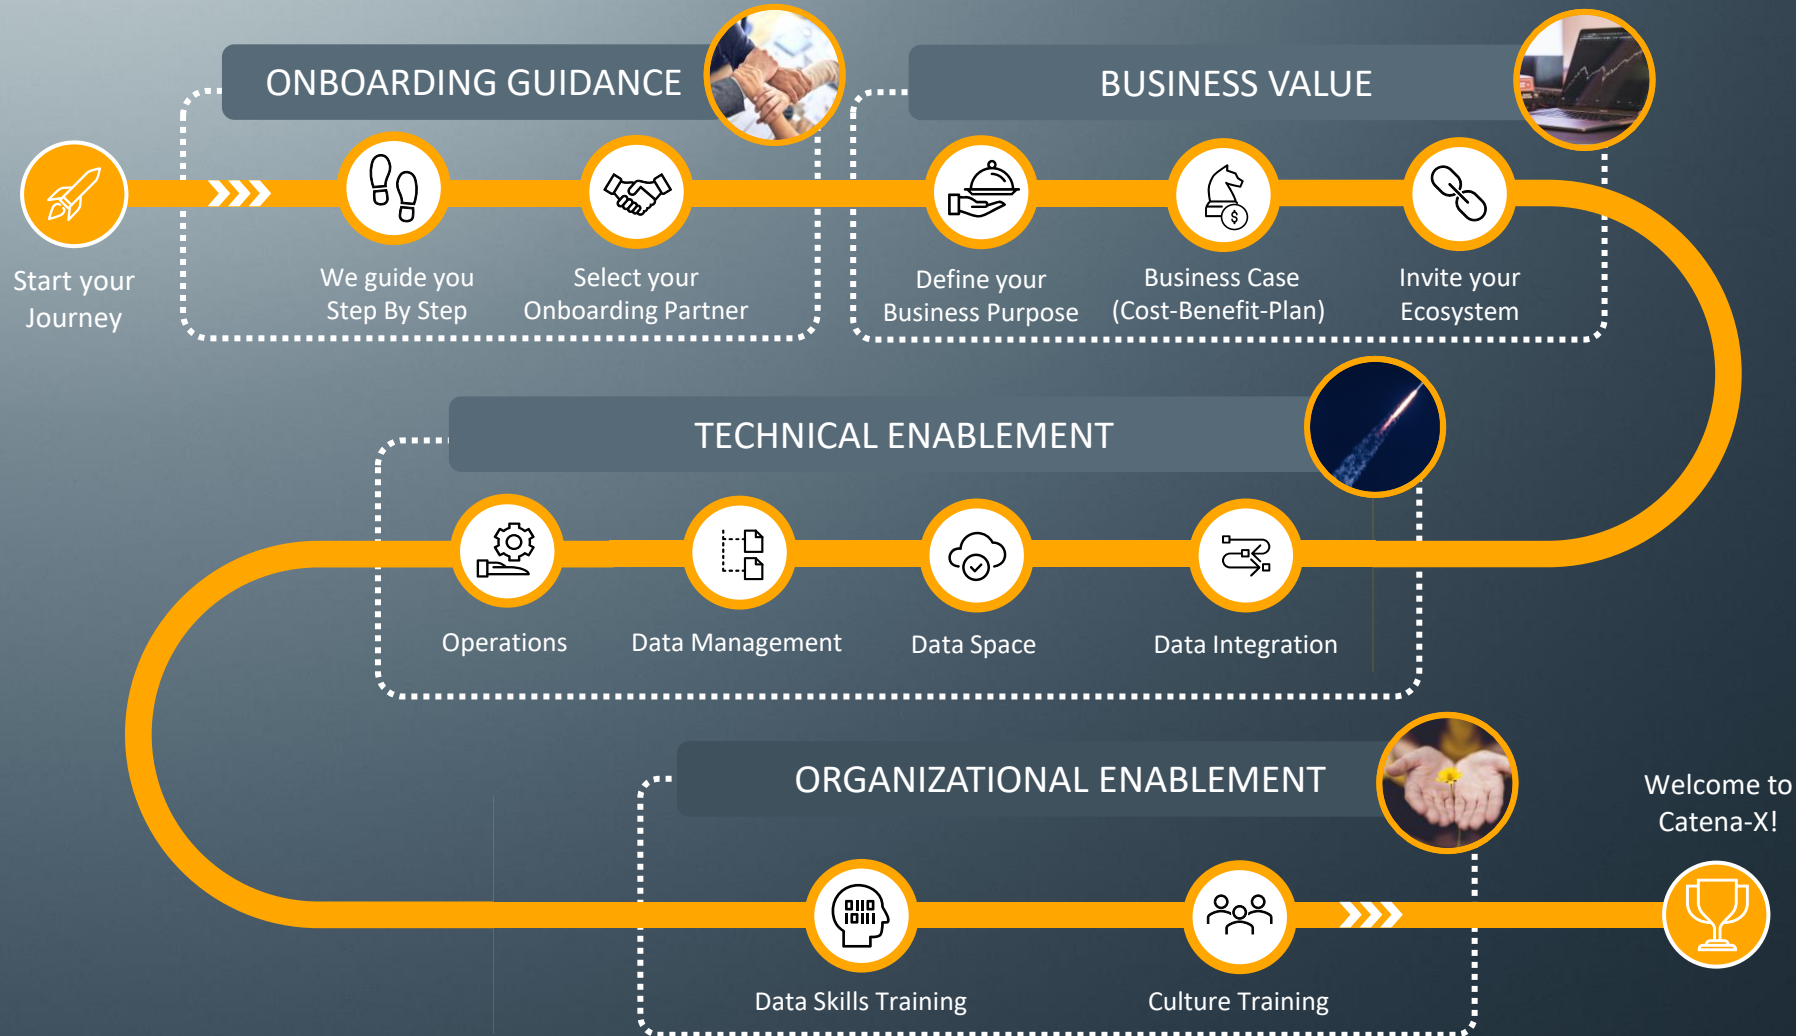 ONBOARDING GUIDANCE
BUSINESS VALUE
Start your
Journey
We guide you
Step By Step
Select your
Onboarding Partner
Define your
Business Purpose
Business Case
(Cost-Benefit-Plan)
Invite your
Ecosystem
$
TECHNICAL ENABLEMENT
Operations
Data Management
Data Space
Data Integration
ORGANIZATIONAL ENABLEMENT
Welcome to
Catena-X!
0110
10111
Data Skills Training
Culture Training